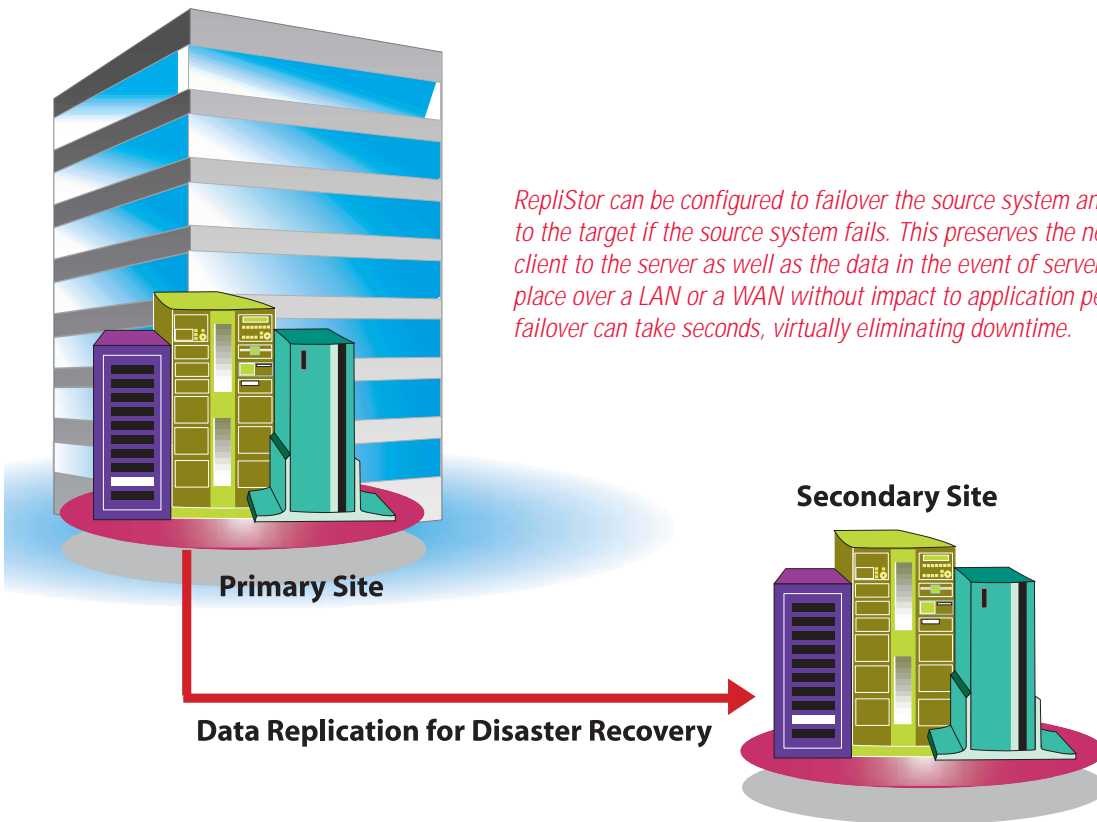 RepliStor can be configured to failover the source system
to the target if the source system fails. This preserves the
client to the server as well as the data in the event of server
place over a LAN or a WAN without impact to application
failover can take seconds, virtually eliminating downtime.
Secondary Site
Primary Site
Data Replication for Disaster Recovery